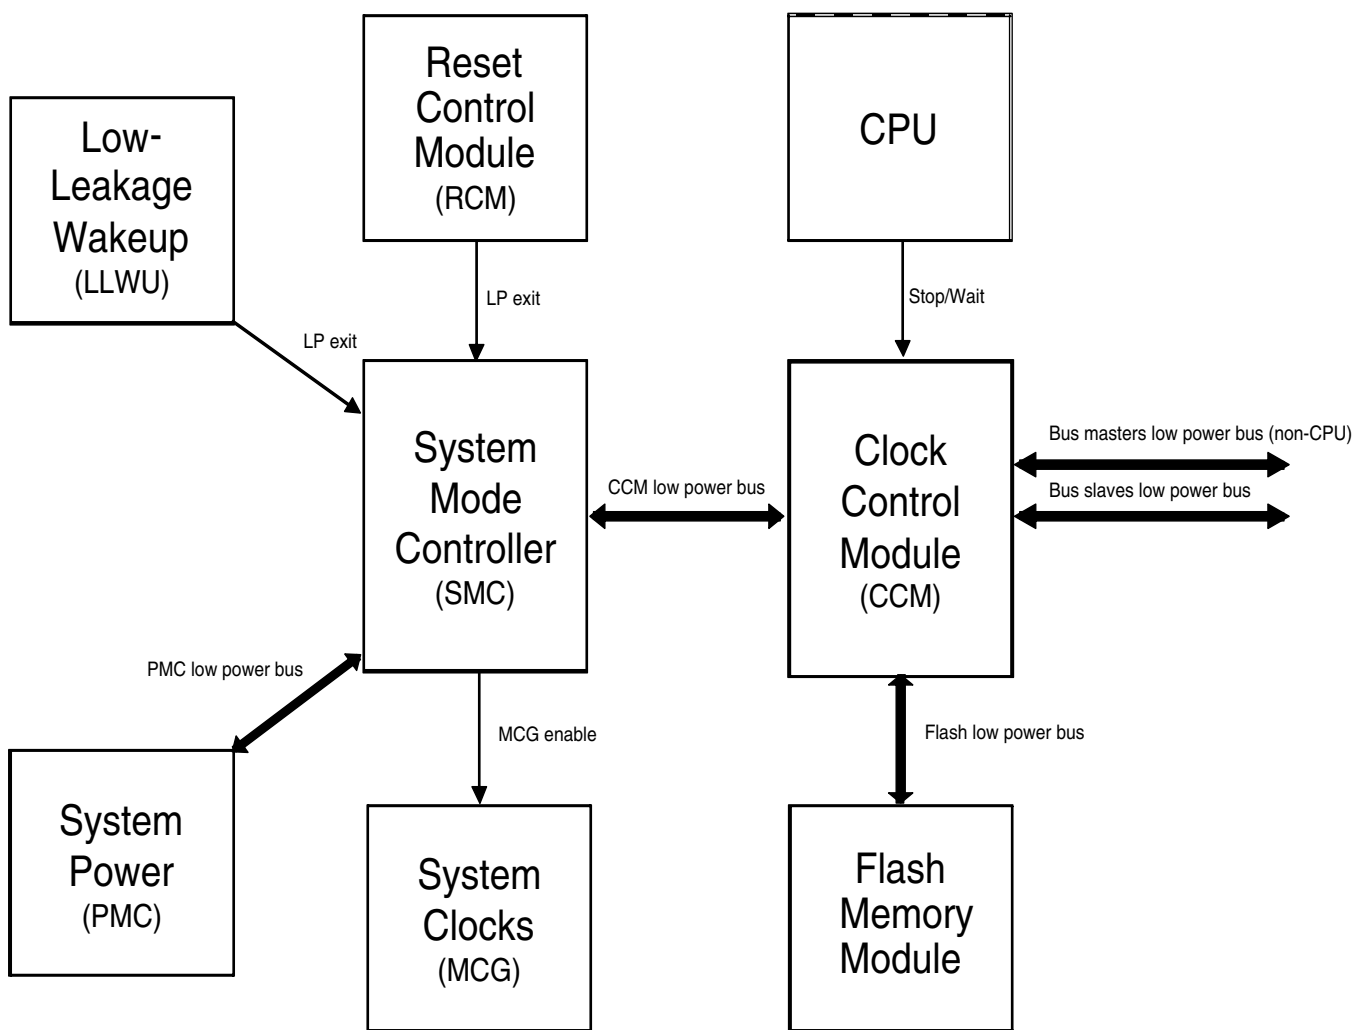 Reset
Control
Module
(RCM)
CPU
Low-
Leakage
Wakeup
(LLWU)
LP exit
Stop/Wait
LP exit
System
Mode
Controller
(SMC)
CCM low power bus
Clock
Control
Module
(CCM)
Bus masters low power bus (non-CPU)
Bus slaves low power bus
PMC low power bus
MCG enable
Flash low power bus
System
Power
(PMC)
System
Clocks
(MCG)
Flash
Memory
Module